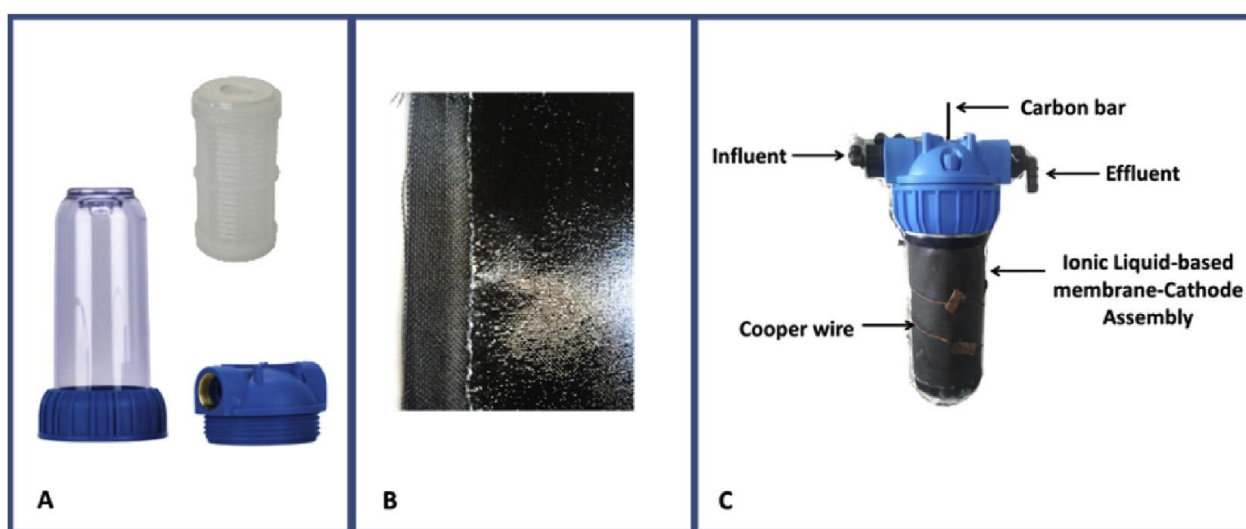 Carbon bar
Influent
Effluent
Ionic Liquid-based
membrane-Cathode
Assembly
Cooper wire
A
B
C